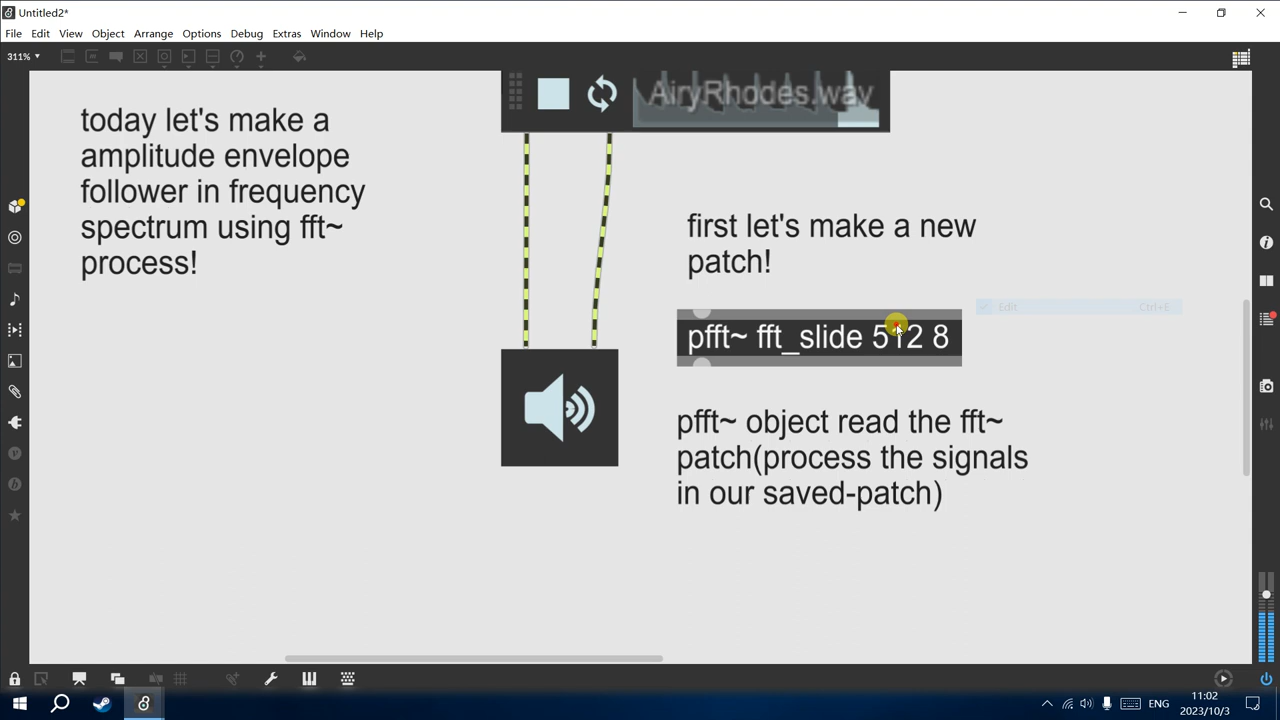 Untitled2*
File Edit View Object Arrange Options Debug Extras Window Help
311%
AiryRhodes.wav
today let's make a
amplitude envelope
follower in frequency
spectrum using fft~
process!
first let's make a new
patch!
Edit Ctrl+E
pfft~ fft_slide 512 8
pfft~ object read the fft~
patch(process the signals
in our saved-patch)
ENG
11:02
2023/10/3